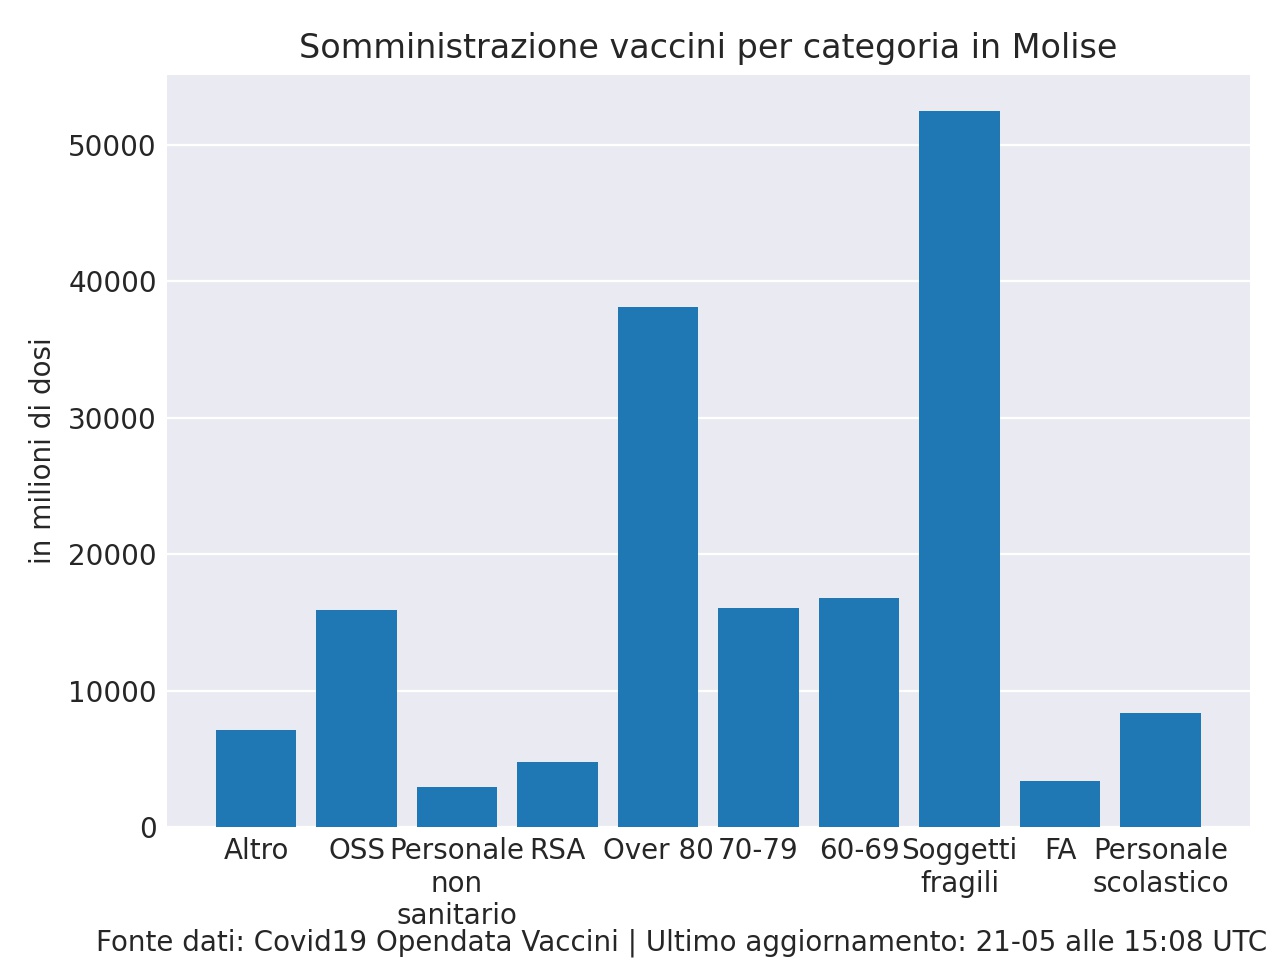 Somministrazione vaccini per categoria in Molise
in milioni di dosi
50000
40000
30000
20000
10000
0
Altro
OSS
Personale
non
sanitario
RSA
Over 80
70-79
60-69
Soggetti
fragili
FA
Personale
scolastico
Fonte dati: Covid19 Opendata Vaccini | Ultimo aggiornamento: 21-05 alle 15:08 UTC